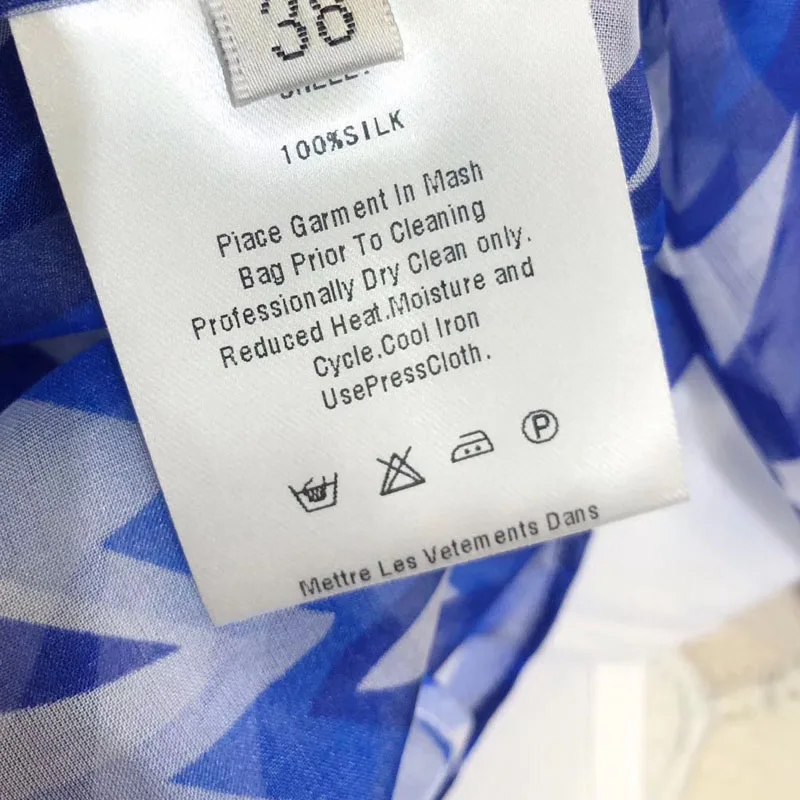 38
100%SILK
Piace Garment In Mash
Bag Prior To Cleaning
Professionally Dry Clean only.
Reduced Heat.Moisture and
Cycle.Cool Iron
UsePressCloth.
P
Mettre Les Vetements Dans